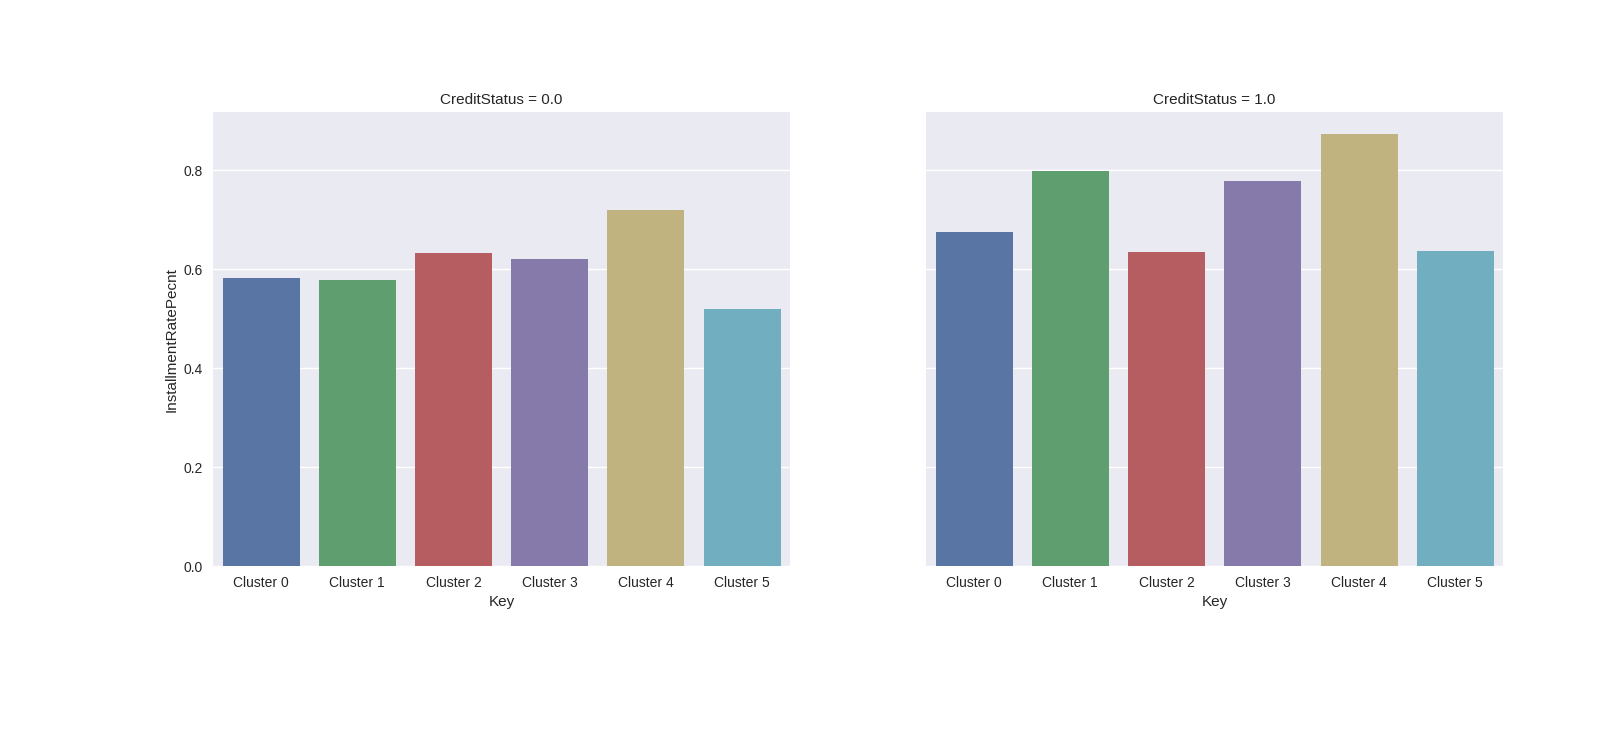 CreditStatus = 0.0
InstallmentRatePecnt
0.8
0.6
0.4
0.2
0.0
Cluster 0 Cluster 1 Cluster 2 Cluster 3 Cluster 4 Cluster 5
Key
CreditStatus = 1.0
Cluster 0 Cluster 1 Cluster 2 Cluster 3 Cluster 4 Cluster 5
Key